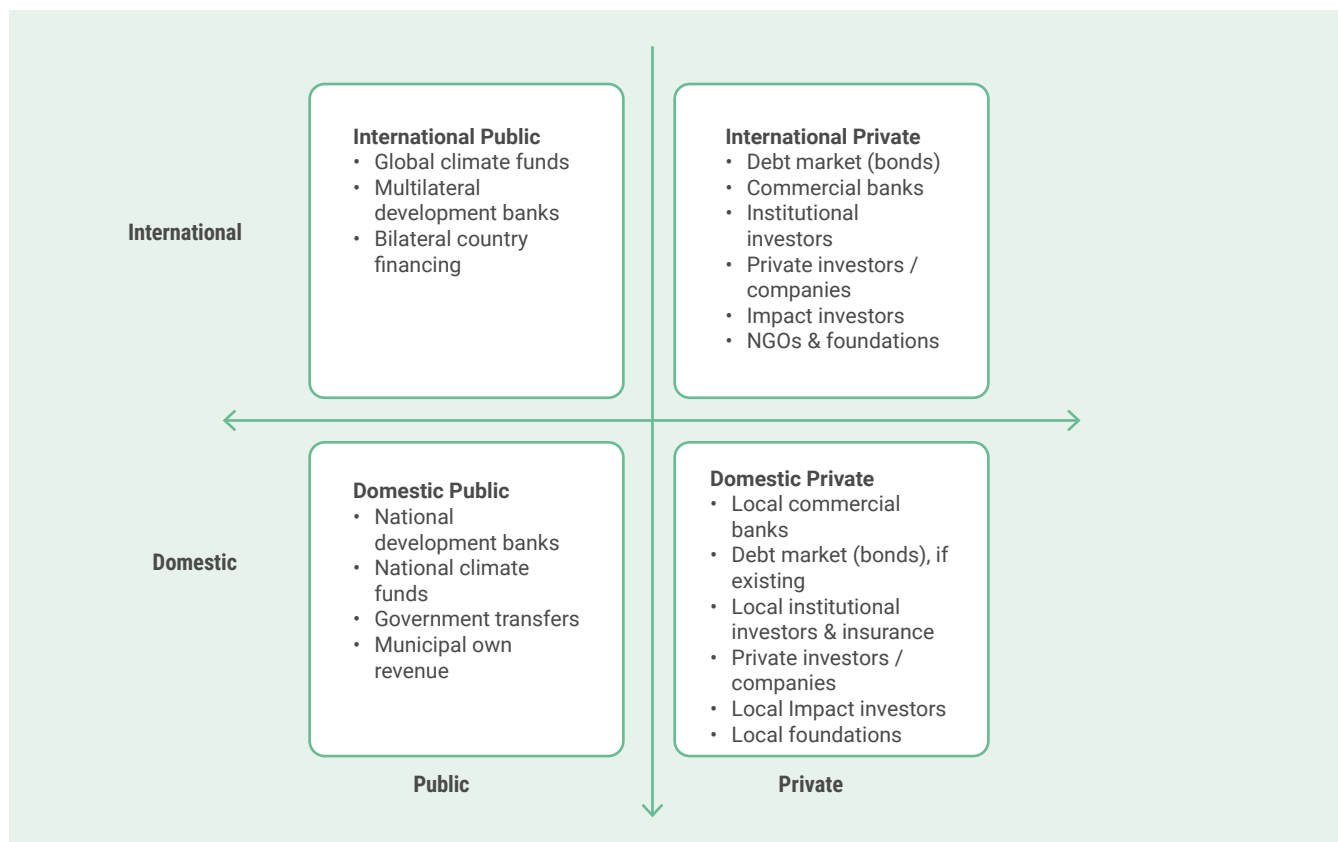 International Public
• Global climate funds
• Multilateral
development banks
• Bilateral country
financing
International Private
• Debt market (bonds)
• Commercial banks
• Institutional
investors
• Private investors /
companies
• Impact investors
• NGOs & foundations
International
Domestic Public
• National
development banks
• National climate
funds
• Government transfers
• Municipal own
revenue
Domestic Private
• Local commercial
banks
• Debt market (bonds), if
existing
• Local institutional
investors & insurance
• Private investors /
companies
• Local Impact investors
• Local foundations
Domestic
Public
Private